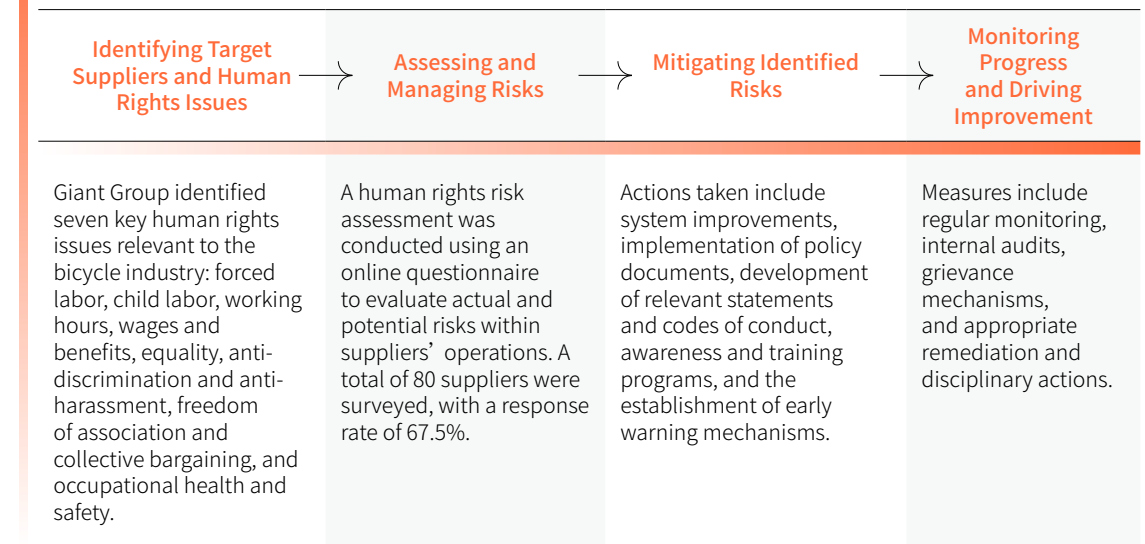 Identifying Target
Suppliers and Human
Rights Issues
Assessing and
Managing Risks
Mitigating Identified
Risks
Monitoring
Progress
and Driving
Improvement
Giant Group identified
seven key human rights
issues relevant to the
bicycle industry: forced
labor, child labor, working
hours, wages and
benefits, equality, anti-
discrimination and anti-
harassment, freedom
of association and
collective bargaining, and
occupational health and
safety.
A human rights risk
assessment was
conducted using an
online questionnaire
to evaluate actual and
potential risks within
suppliers’ operations. A
total of 80 suppliers were
surveyed, with a response
rate of 67.5%.
Actions taken include
system improvements,
implementation of policy
documents, development
of relevant statements
and codes of conduct,
awareness and training
programs, and the
establishment of early
warning mechanisms.
Measures include
regular monitoring,
internal audits,
grievance
mechanisms,
and appropriate
remediation and
disciplinary actions.